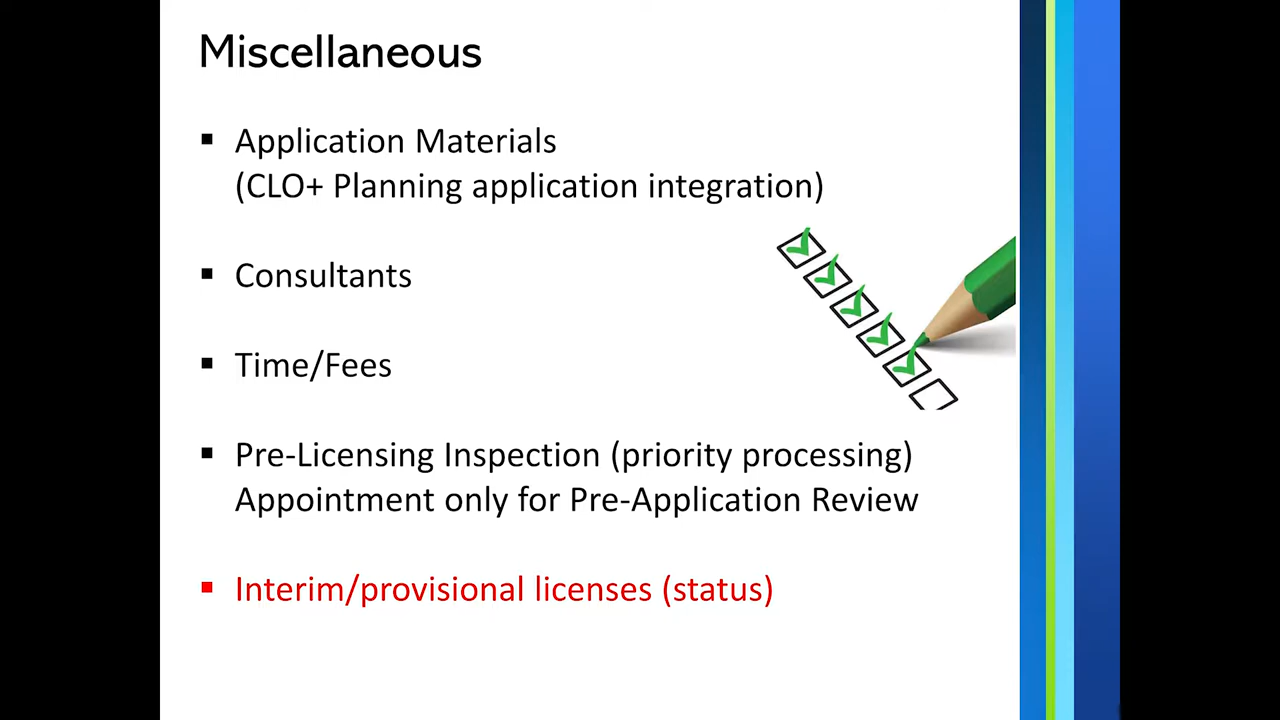 Miscellaneous
▪ Application Materials
(CLO+ Planning application integration)
▪ Consultants
▪ Time/Fees
▪ Pre-Licensing Inspection (priority processing)
Appointment only for Pre-Application Review
▪ Interim/provisional licenses (status)